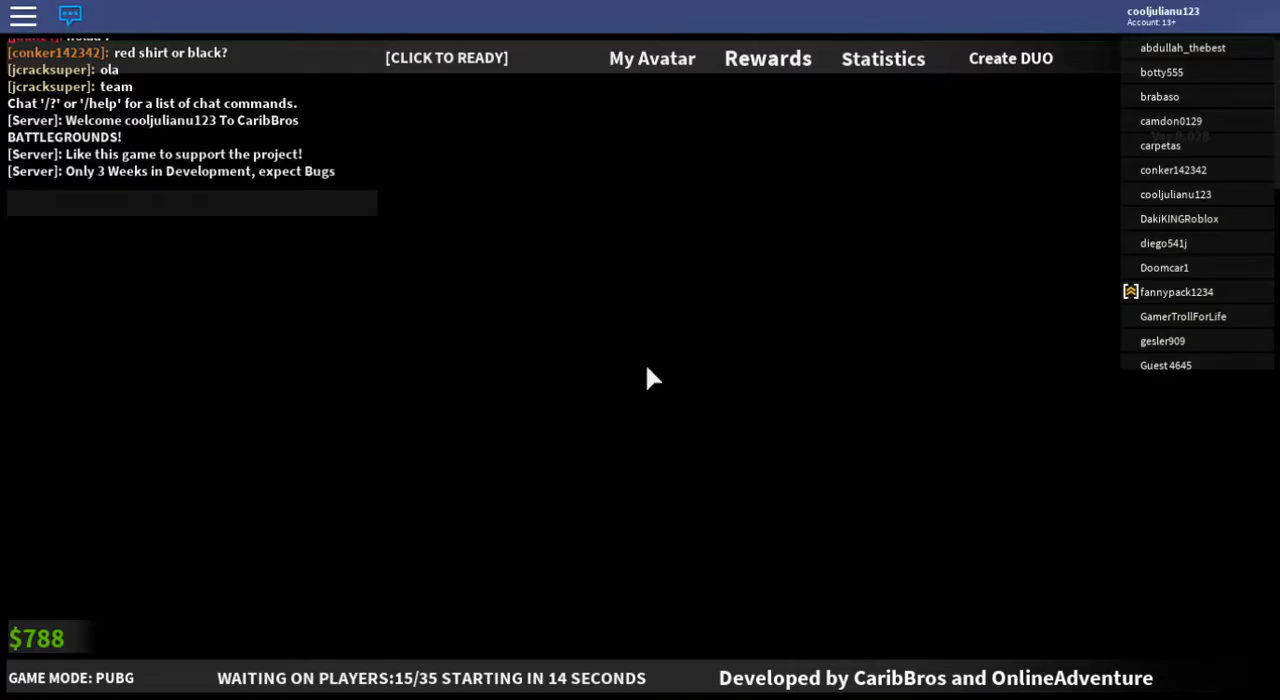 cooljulianu123
Account: 13+
[conker142342]: red shirt or black?
[jcracksuper]: ola
[jcracksuper]: team
Chat '/?' or '/help' for a list of chat commands.
[Server]: Welcome cooljulianu123 To CaribBros
BATTLEGROUNDS!
[Server]: Like this game to support the project!
[Server]: Only 3 Weeks in Development, expect Bugs
[CLICK TO READY]
My Avatar
Rewards
Statistics
Create DUO
abdullah_thebest
botty555
brabaso
camdon0129
carpetas
conker142342
cooljulianu123
DakiKINGRoblox
diego541j
Doomcar1
fannypack1234
GamerTrollForLife
gesler909
Guest 4645
$788
GAME MODE: PUBG
WAITING ON PLAYERS:15/35 STARTING IN 14 SECONDS
Developed by CaribBros and OnlineAdventure